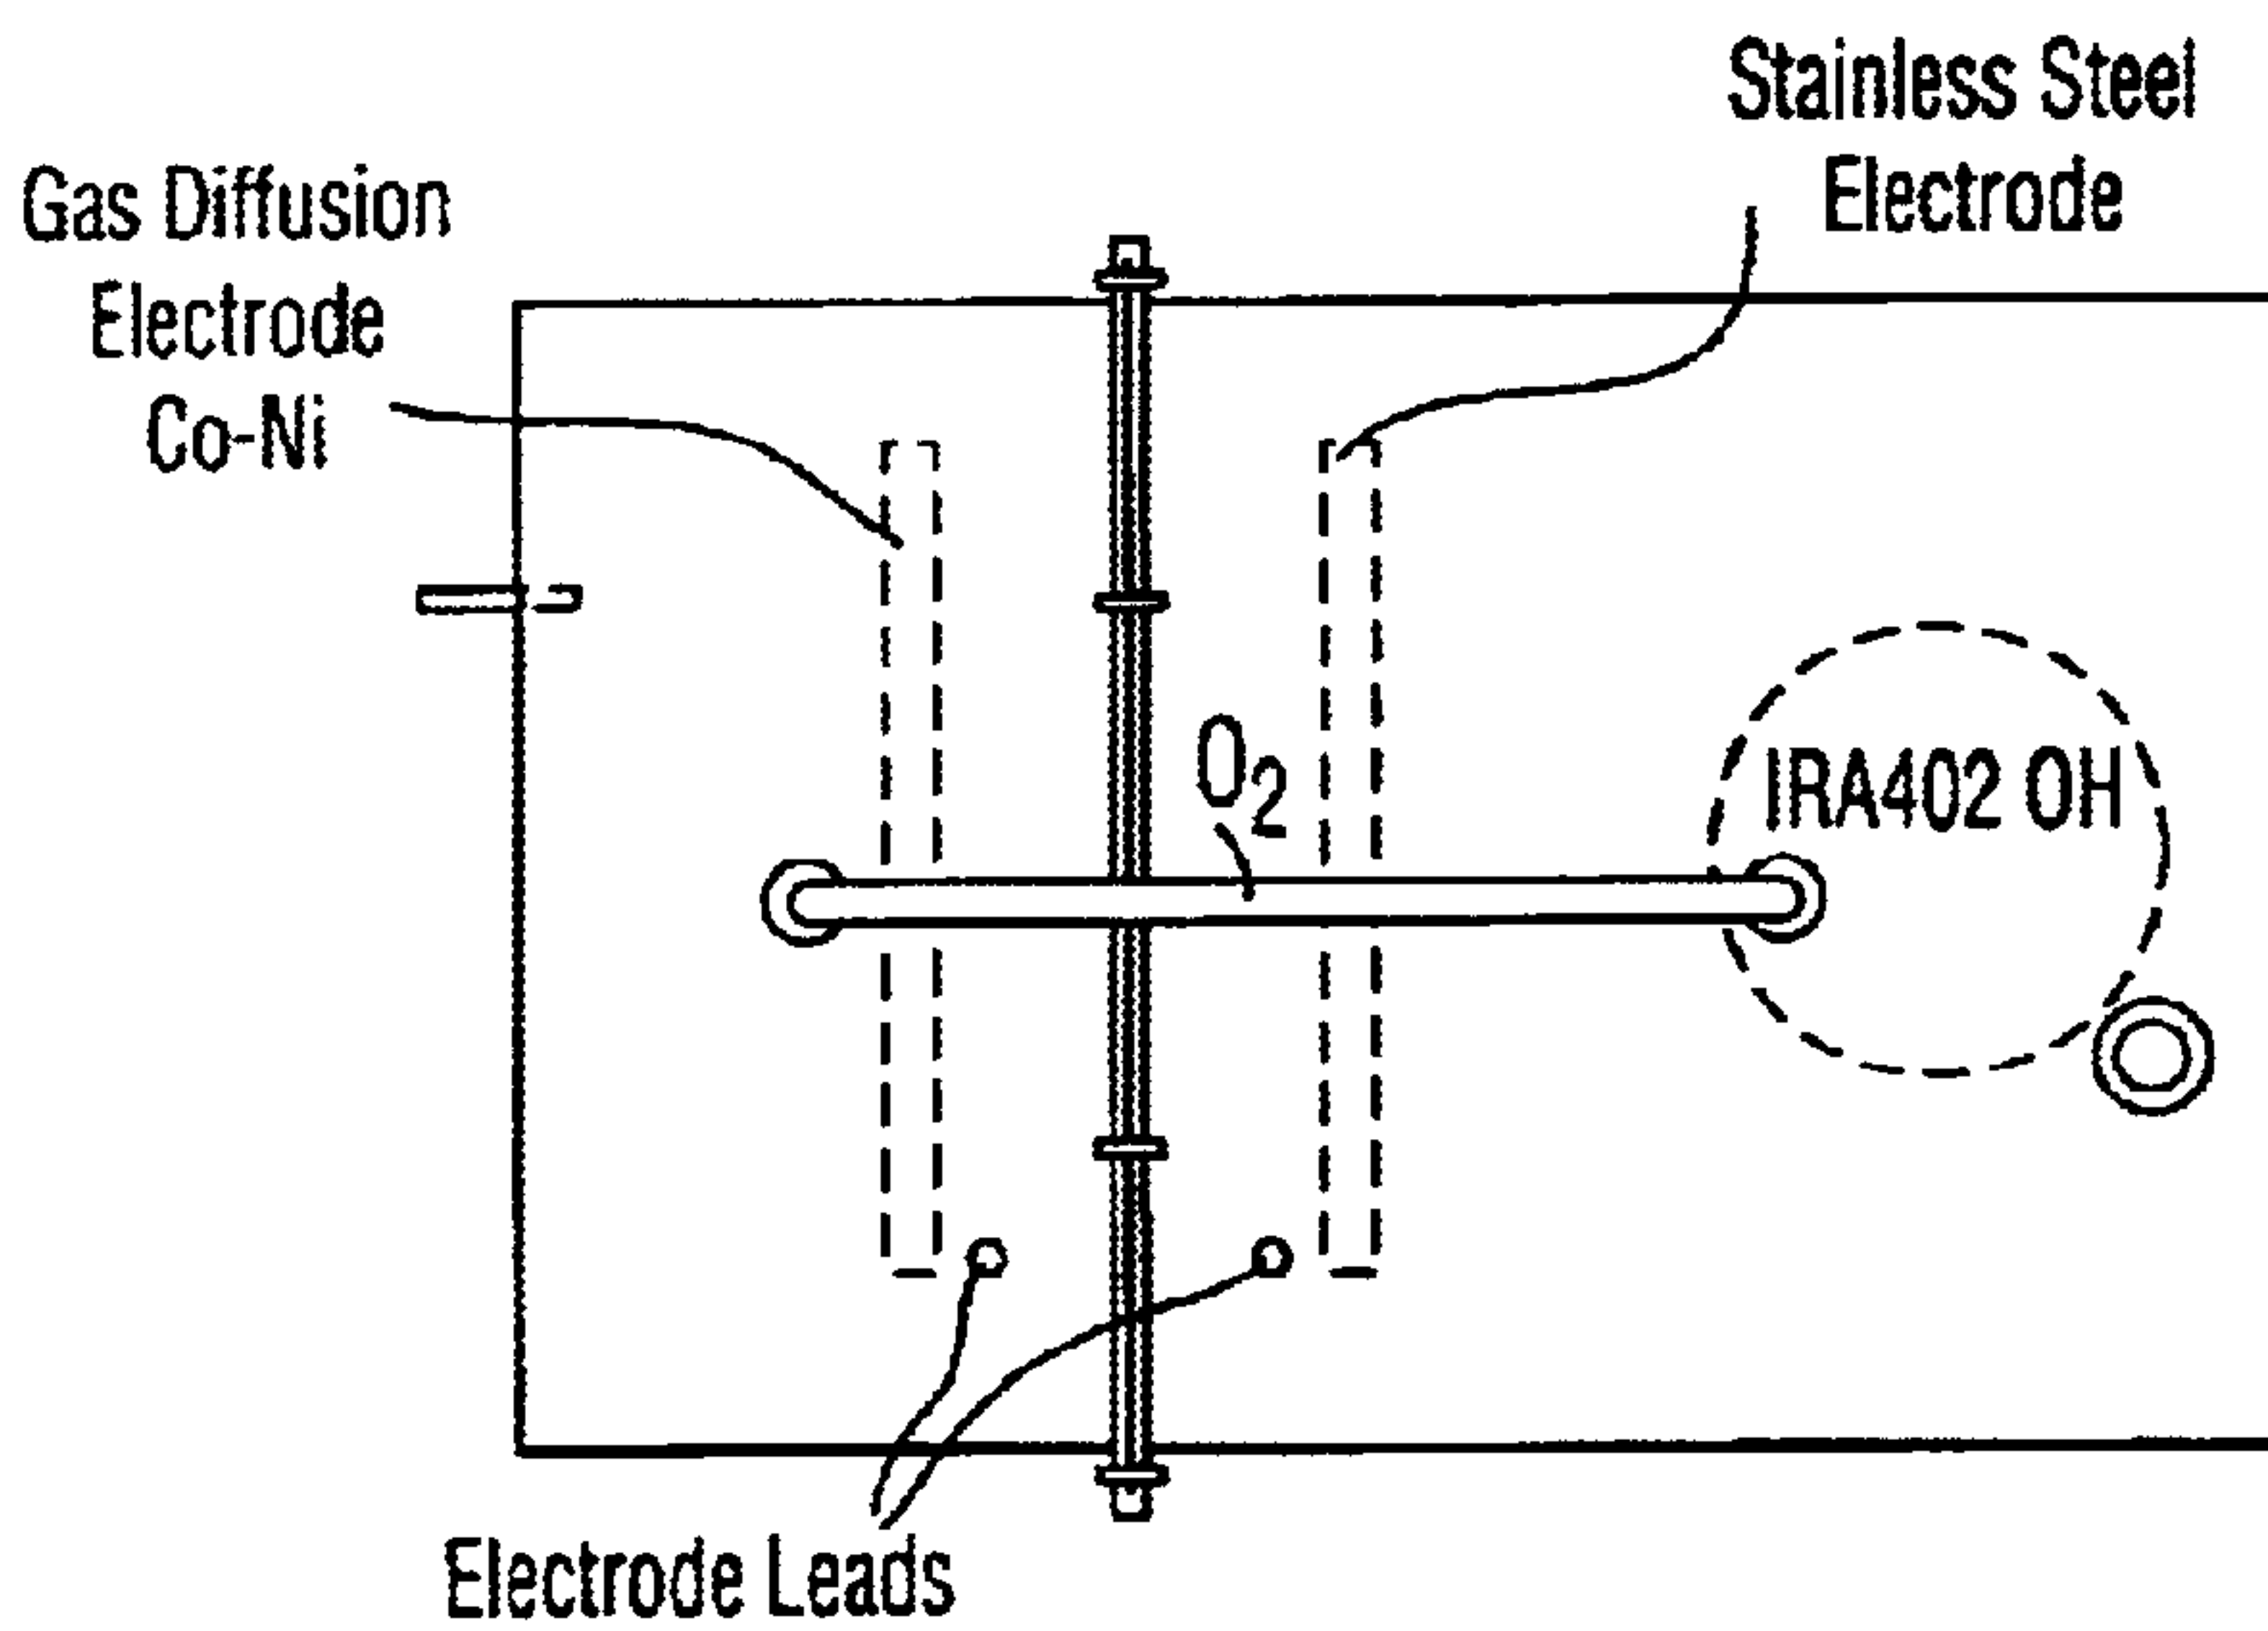 Stainless Steel
Electrode
Gas Diffusion
Electrode
Co-Ni
O2
IRA402 OH
Electrode Leads